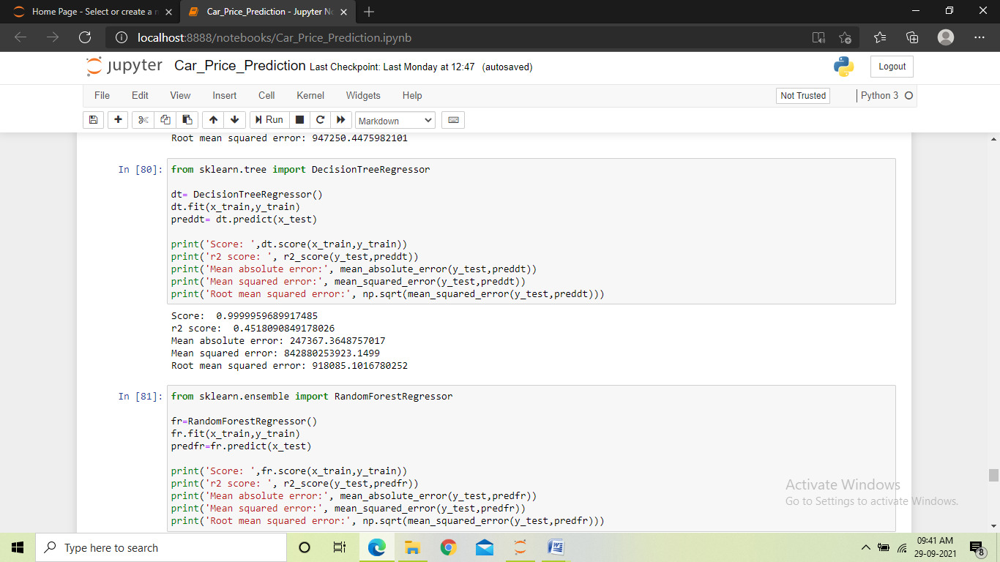 Home Page - Select or create a n
Car_Price_Prediction - Jupyter No
localhost:8888/notebooks/Car_Price_Prediction.ipynb
jupyter Car_Price_Prediction Last Checkpoint: Last Monday at 12:47 (autosaved)
Logout
File Edit View Insert Cell Kernel Widgets Help
Not Trusted
Python 3
Run
Markdown
Root mean squared error: 947250.4475982101
In [80]: from sklearn.tree import DecisionTreeRegressor
dt= DecisionTreeRegressor()
dt.fit(x_train,y_train)
preddt= dt.predict(x_test)
print('Score: ',dt.score(x_train,y_train))
print('r2 score: ', r2_score(y_test,preddt))
print('Mean absolute error:', mean_absolute_error(y_test,preddt))
print('Mean squared error:', mean_squared_error(y_test,preddt))
print('Root mean squared error:', np.sqrt(mean_squared_error(y_test,preddt)))
Score:  0.9999959689917485
r2 score:  0.4518090849178026
Mean absolute error: 247367.3648757017
Mean squared error: 842880253923.1499
Root mean squared error: 918085.1016780252
In [81]: from sklearn.ensemble import RandomForestRegressor
fr=RandomForestRegressor()
fr.fit(x_train,y_train)
predfr=fr.predict(x_test)
print('Score: ',fr.score(x_train,y_train))
print('r2 score: ', r2_score(y_test,predfr))
print('Mean absolute error:', mean_absolute_error(y_test,predfr))
print('Mean squared error:', mean_squared_error(y_test,predfr))
print('Root mean squared error:', np.sqrt(mean_squared_error(y_test,predfr)))
Activate Windows
Go to Settings to activate Windows.
Type here to search
09:41 AM
29-09-2021
8